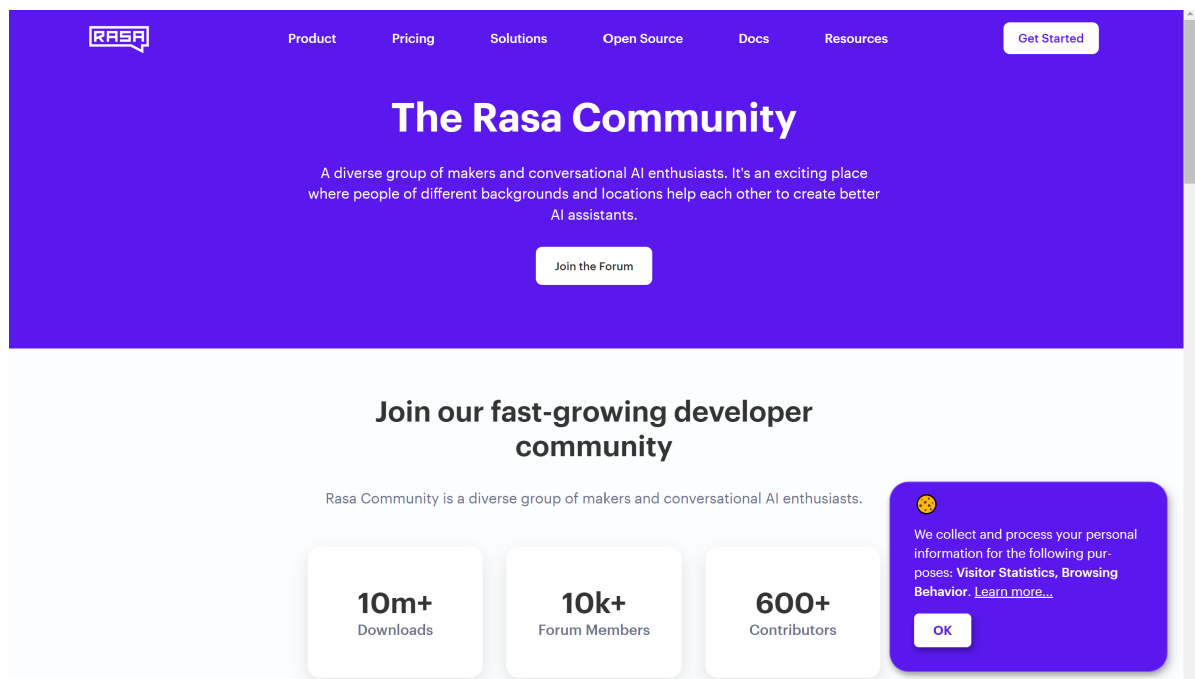 RASA
Product
Pricing
Solutions
Open Source
Docs
Resources
Get Started
The Rasa Community
A diverse group of makers and conversational AI enthusiasts. It's an exciting place
where people of different backgrounds and locations help each other to create better
AI assistants.
Join the Forum
Join our fast-growing developer
community
Rasa Community is a diverse group of makers and conversational AI enthusiasts.
10m+
Downloads
10k+
Forum Members
600+
Contributors
We collect and process your personal
information for the following pur-
poses: Visitor Statistics, Browsing
Behavior. Learn more...
OK